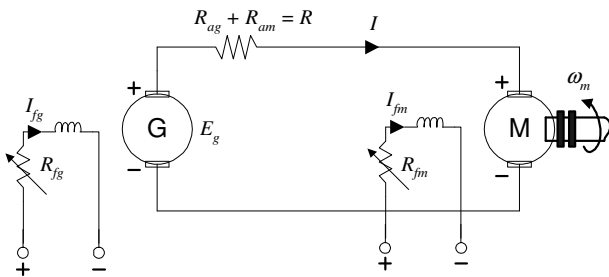 R_ag + R_am = R
I
+
+
ω_m
I_fg
I_fm
G
E_g
M
R_fg
R_fm
−
−
+
−
+
−